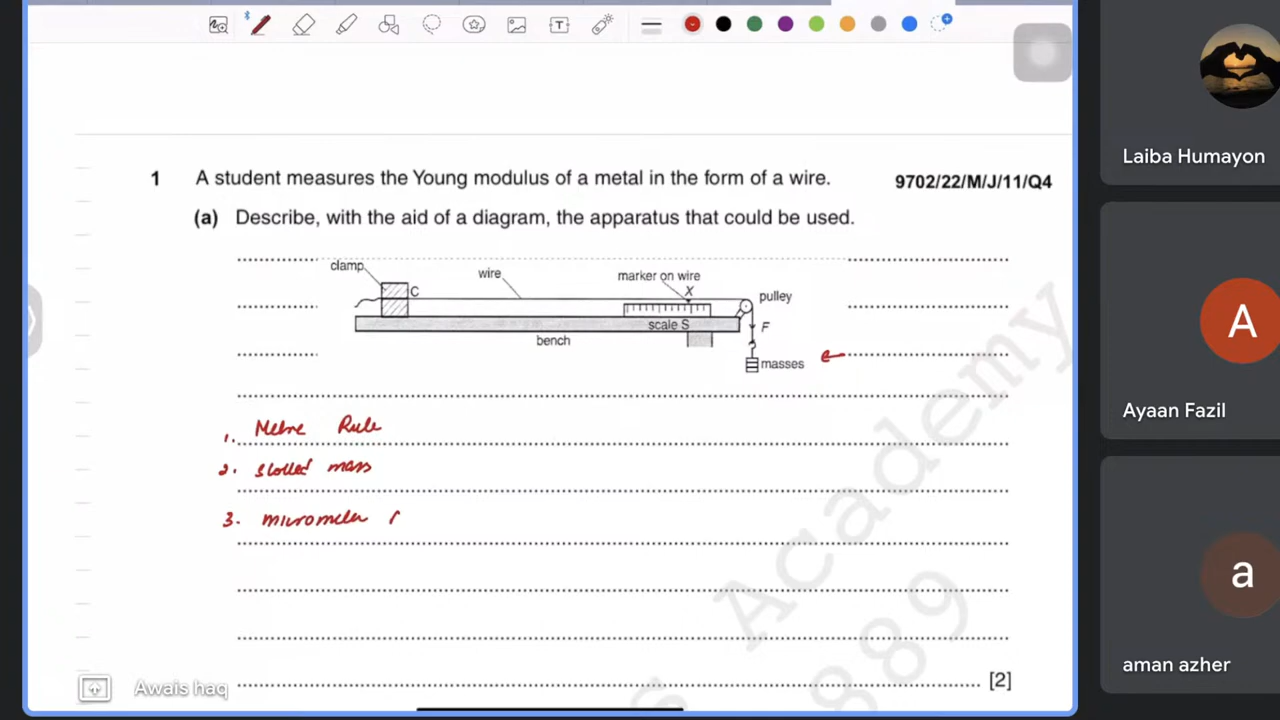 1 A student measures the Young modulus of a metal in the form of a wire. 9702/22/M/J/11/Q4
(a) Describe, with the aid of a diagram, the apparatus that could be used.
clamp
wire
marker on wire
C
X
pulley
scale S
F
bench
masses
1. Metre Rule
2. slotted mass
3. micrometer
[2]
Academy
889
Awais haq
Laiba Humayon
A
Ayaan Fazil
a
aman azher
T